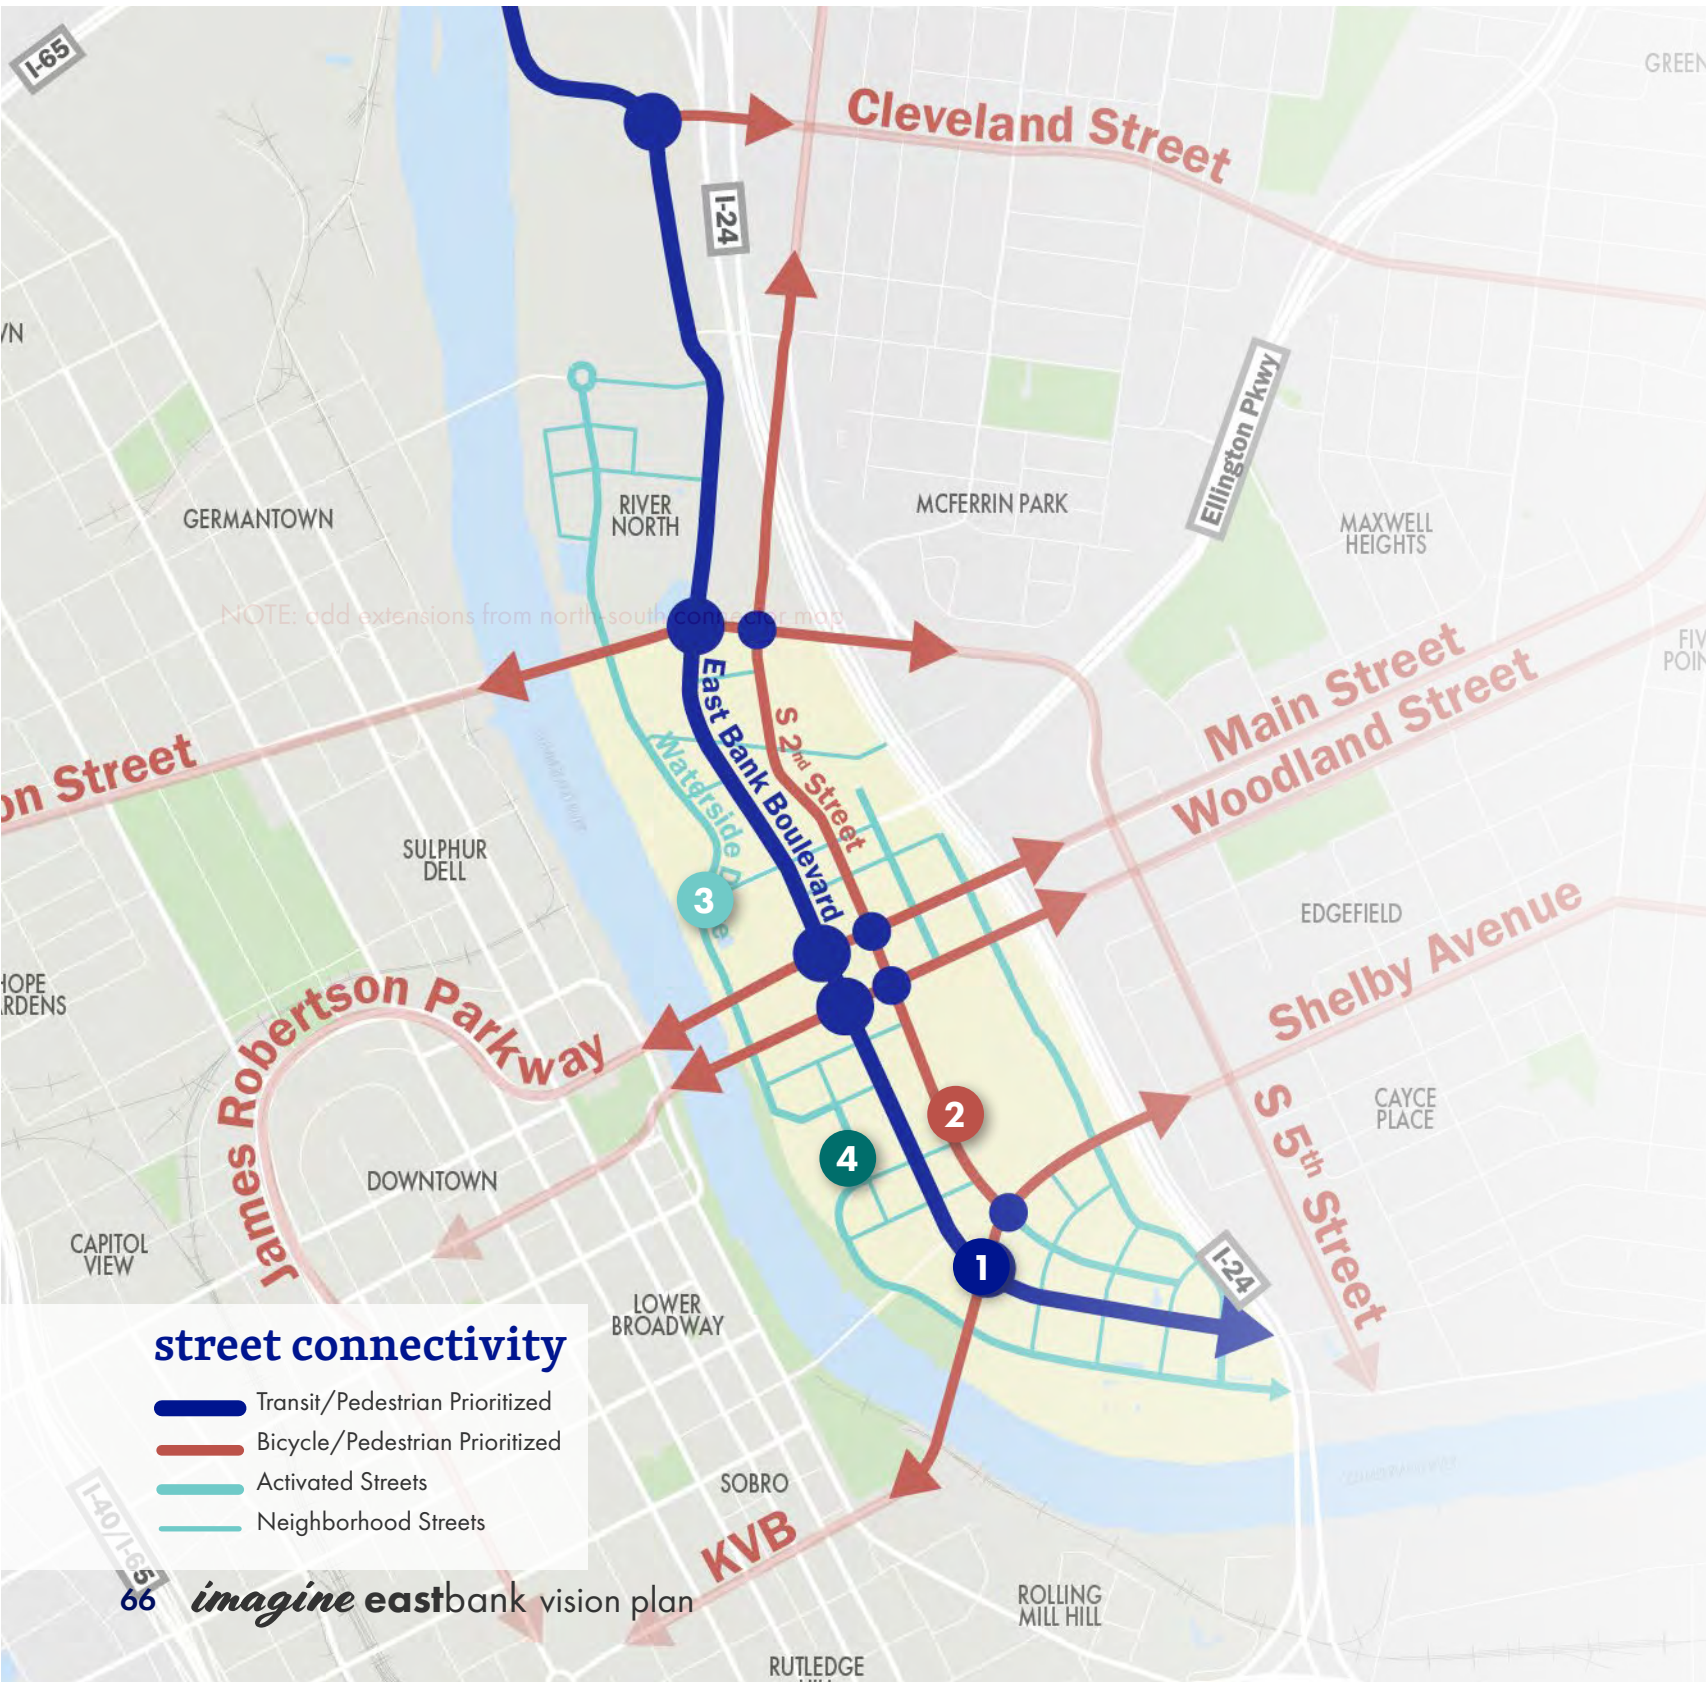 I-65
GREEN
Cleveland Street
I-24
VN
Ellington Pkwy
GERMANTOWN
RIVER
NORTH
MCFERRIN PARK
MAXWELL
HEIGHTS
NOTE: add extensions from north-south connector map
FIV
POIN
East Bank Boulevard
S 2nd Street
Main Street
Woodland Street
Waterside
on Street
SULPHUR
DELL
3
EDGEFIELD
Shelby Avenue
HOPE
RDENS
James Robertson Parkway
S 5th Street
CAYCE
PLACE
2
4
DOWNTOWN
CAPITOL
VIEW
1
I-24
LOWER
BROADWAY
street connectivity
Transit/Pedestrian Prioritized
Bicycle/Pedestrian Prioritized
Activated Streets
Neighborhood Streets
SOBRO
KVB
I-40/I-65
66 imagine eastbank vision plan
ROLLING
MILL HILL
RUTLEDGE